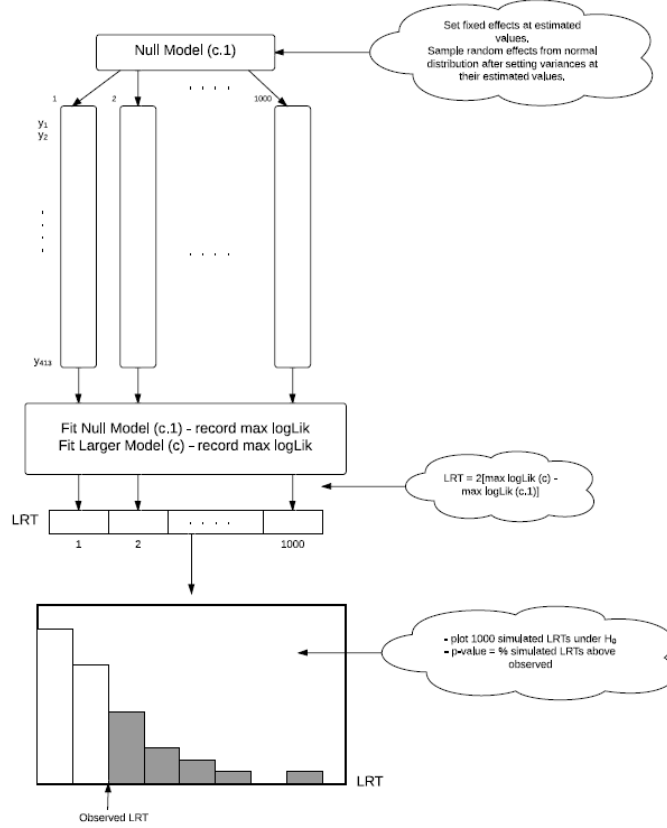 Set fixed effects at estimated
values,
Sample random effects from normal
distribution after setting variances at
their estimated values,
Null Model (c.1)
. . . .
1
2
1000
y₁
y₂
. . . .
. . . .
y₄₁₃
Fit Null Model (c.1) - record max logLik
Fit Larger Model (c) - record max logLik
LRT = 2[max logLik (c) -
max logLik (c.1)]
LRT
. . . .
1
2
1000
- plot 1000 simulated LRTs under H₀
- p-value = % simulated LRTs above
observed
LRT
Observed LRT